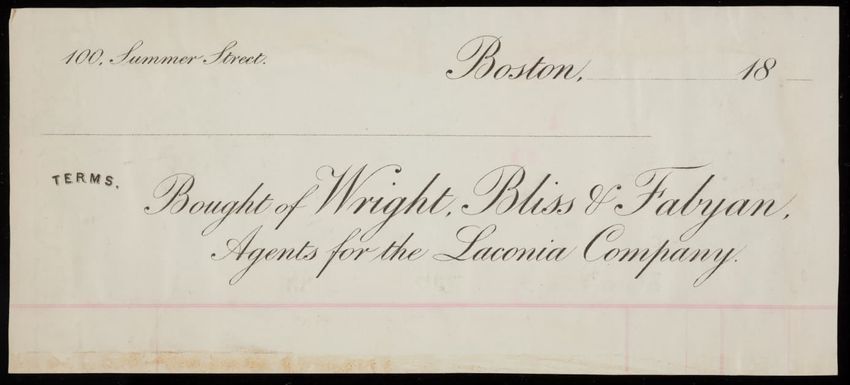 100, Summer Street.
Boston, 18
TERMS.
Bought of Wright, Bliss & Fabyan,
Agents for the Laconia Company.